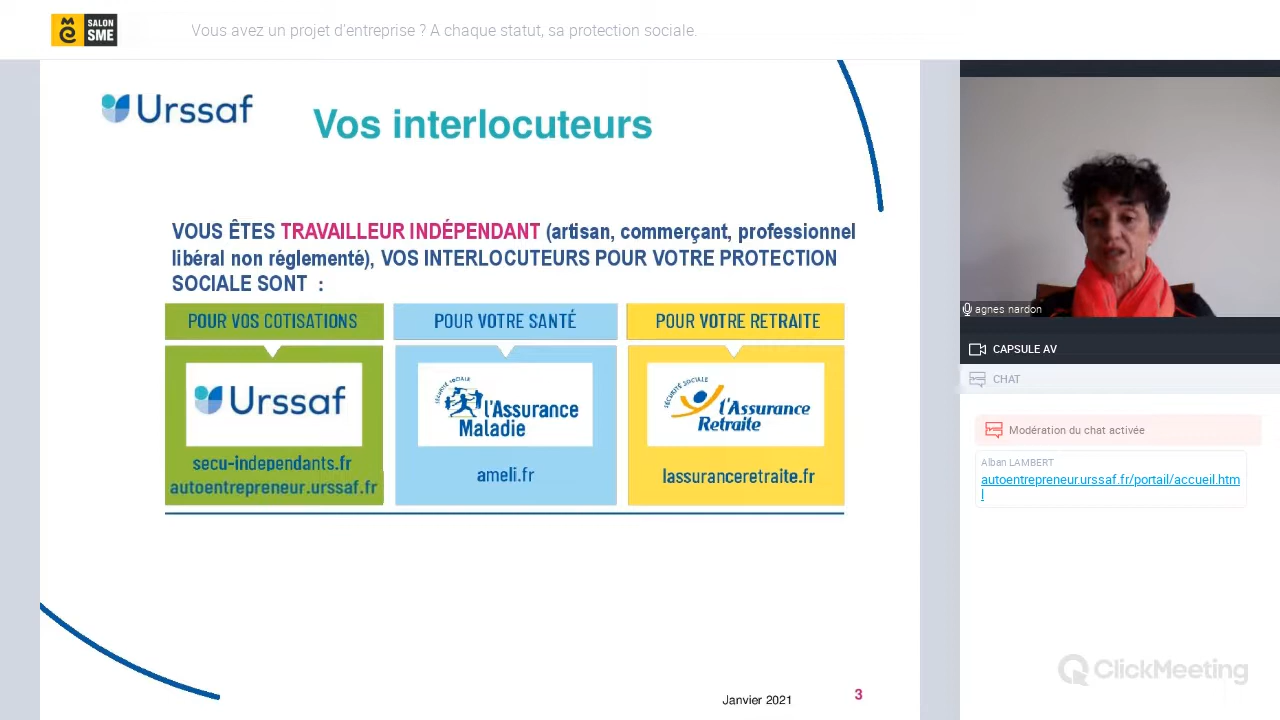 SALON
SME
Vous avez un projet d'entreprise ? A chaque statut, sa protection sociale.
Urssaf
Vos interlocuteurs
VOUS ÊTES TRAVAILLEUR INDÉPENDANT (artisan, commerçant, professionnel
libéral non réglementé), VOS INTERLOCUTEURS POUR VOTRE PROTECTION
SOCIALE SONT :
POUR VOS COTISATIONS
Urssaf
secu-independants.fr
autoentrepreneur.urssaf.fr
POUR VOTRE SANTÉ
SÉCURITÉ SOCIALE
l'Assurance
Maladie
ameli.fr
POUR VOTRE RETRAITE
SÉCURITÉ SOCIALE
l'Assurance
Retraite
lassuranceretraite.fr
Janvier 2021
3
agnes nardon
CAPSULE AV
CHAT
Modération du chat activée
Alban LAMBERT
autoentrepreneur.urssaf.fr/portail/accueil.htm
l
ClickMeeting